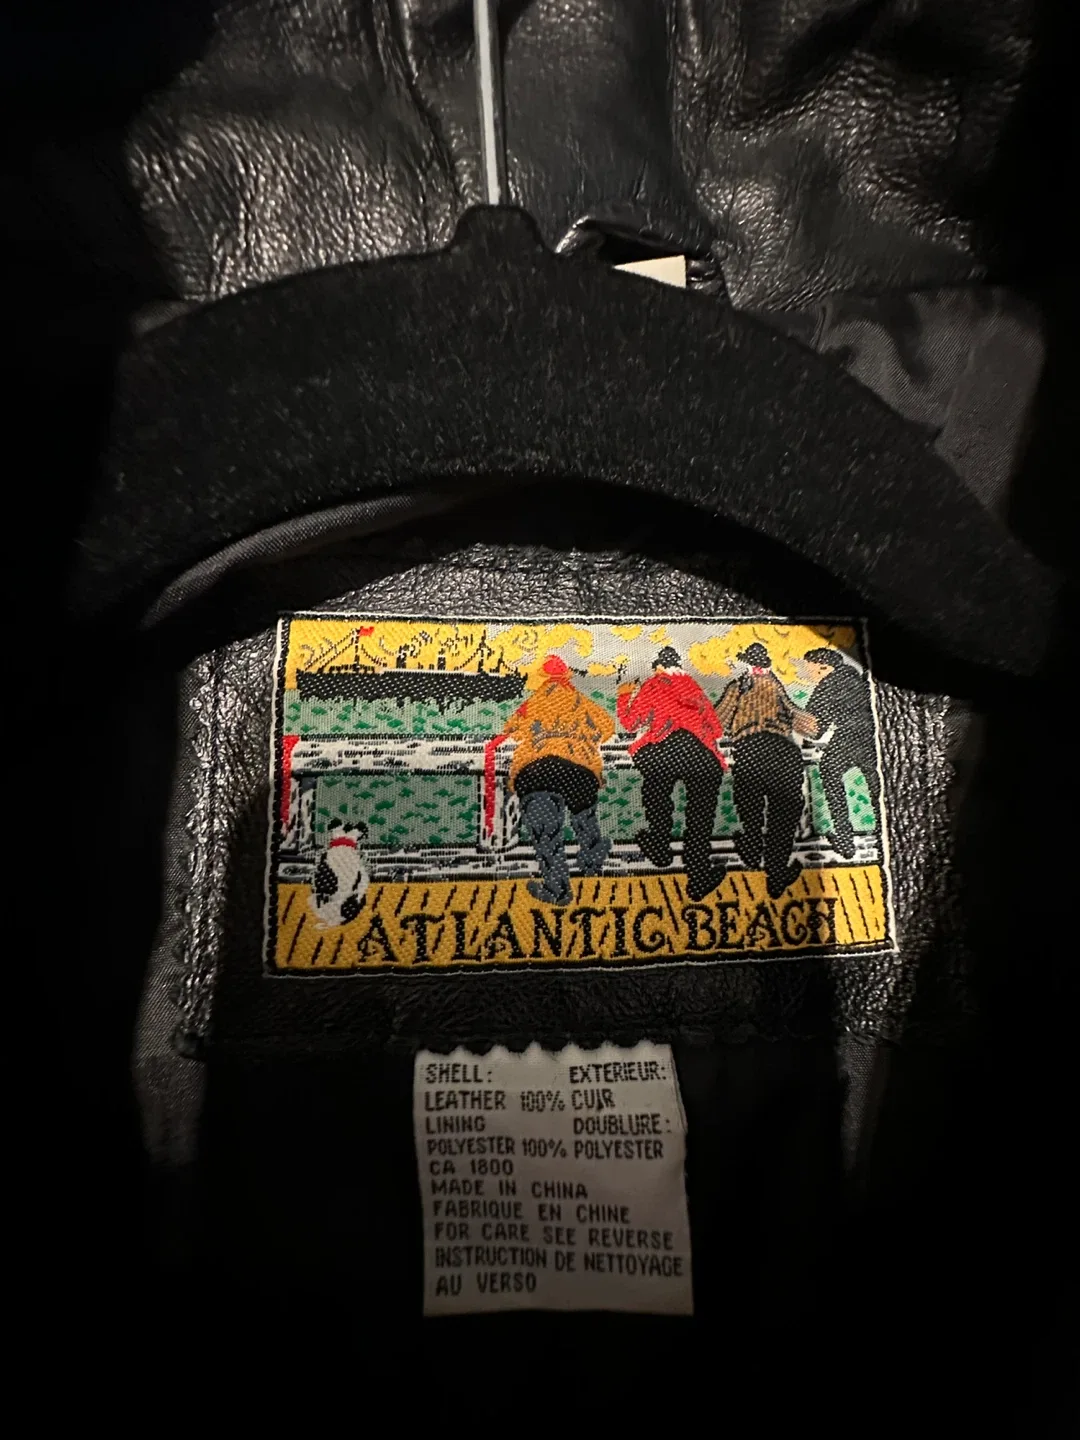 ATLANTIC BEACH
SHELL: EXTERIEUR:
LEATHER 100% CUIR
LINING DOUBLURE:
POLYESTER 100% POLYESTER
CA 1800
MADE IN CHINA
FABRIQUE EN CHINE
FOR CARE SEE REVERSE
INSTRUCTION DE NETTOYAGE
AU VERSO